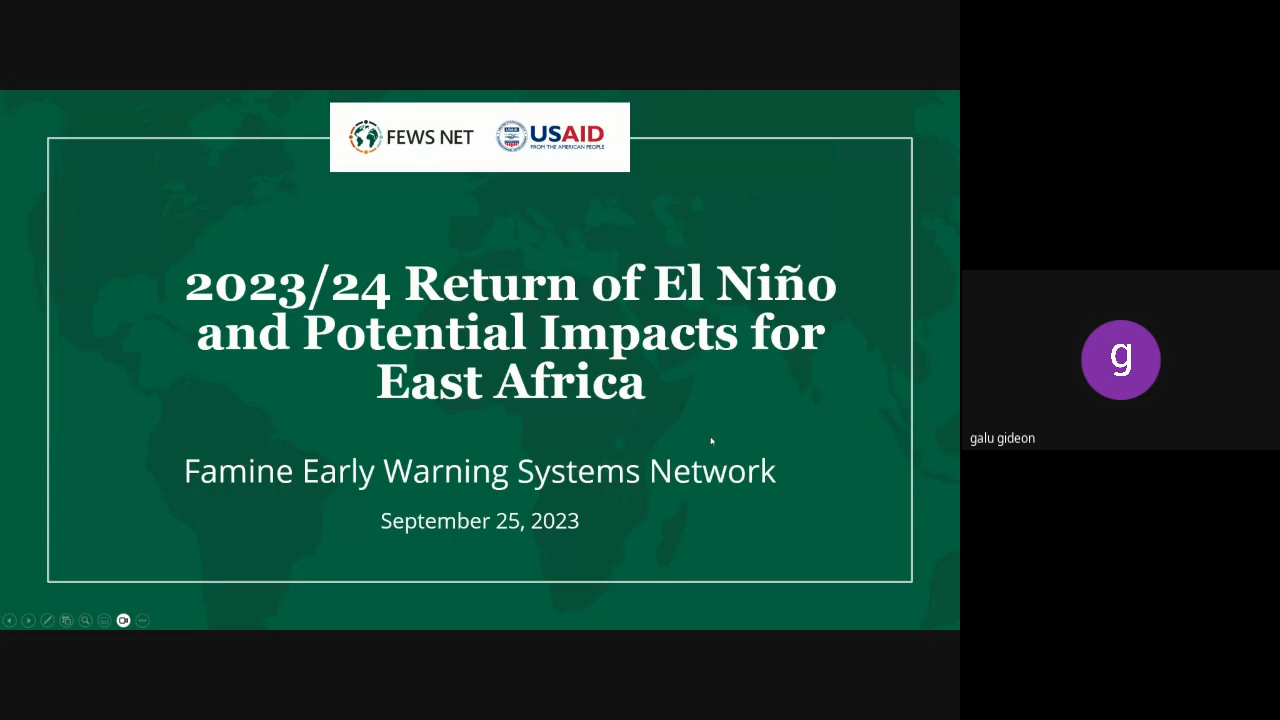 FEWS NET
USAID
FROM THE AMERICAN PEOPLE
2023/24 Return of El Niño
and Potential Impacts for
East Africa
Famine Early Warning Systems Network
September 25, 2023
g
galu gideon